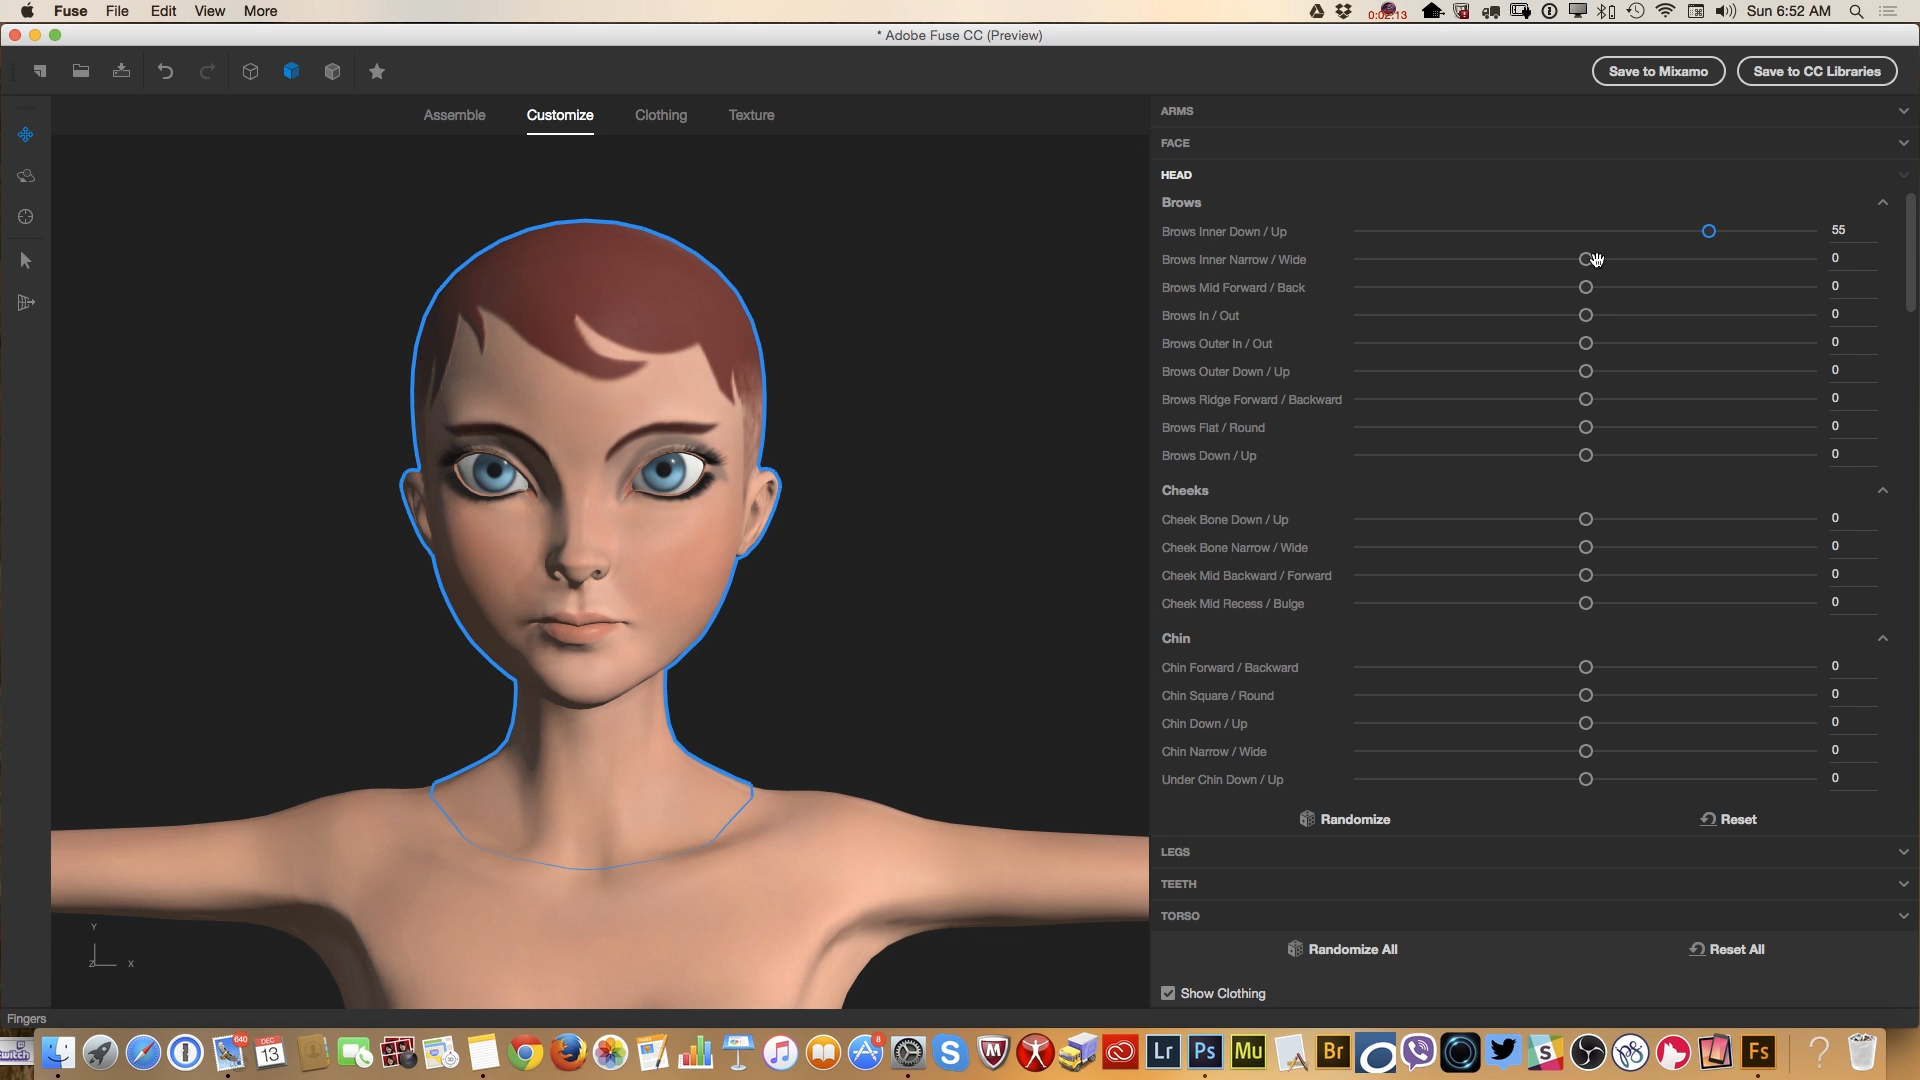 Fuse File Edit View More
0:02:13 Sun 6:52 AM
* Adobe Fuse CC (Preview)
Save to Mixamo Save to CC Libraries
Assemble Customize Clothing Texture
ARMS
FACE
HEAD
Brows
Brows Inner Down / Up 55
Brows Inner Narrow / Wide 0
Brows Mid Forward / Back 0
Brows In / Out 0
Brows Outer In / Out 0
Brows Outer Down / Up 0
Brows Ridge Forward / Backward 0
Brows Flat / Round 0
Brows Down / Up 0
Cheeks
Cheek Bone Down / Up 0
Cheek Bone Narrow / Wide 0
Cheek Mid Backward / Forward 0
Cheek Mid Recess / Bulge 0
Chin
Chin Forward / Backward 0
Chin Square / Round 0
Chin Down / Up 0
Chin Narrow / Wide 0
Under Chin Down / Up 0
Randomize Reset
LEGS
TEETH
TORSO
Randomize All Reset All
Show Clothing
Y
Z X
Fingers
twitch 640 DEC 13 8 Lr Ps Mu Br Fs